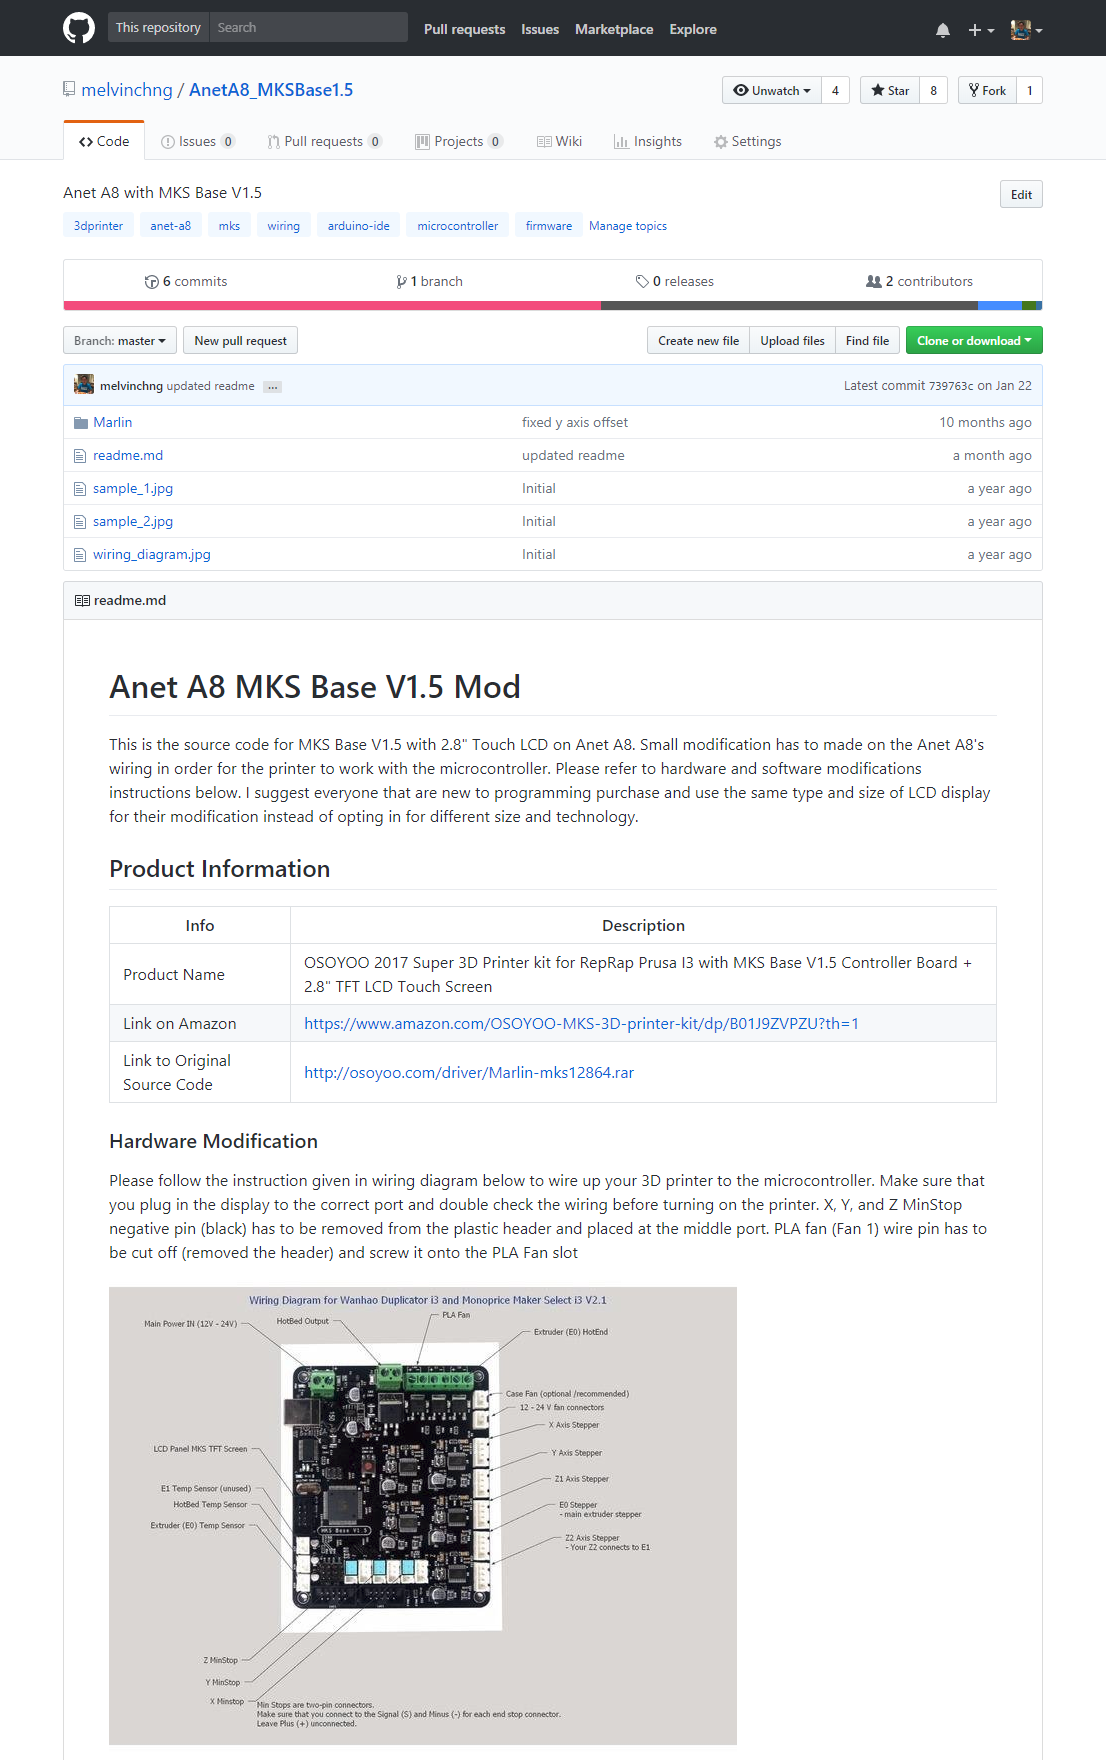 This repository Search Pull requests Issues Marketplace Explore
melvinchng / AnetA8_MKSBase1.5
Unwatch 4 Star 8 Fork 1
Code Issues 0 Pull requests 0 Projects 0 Wiki Insights Settings
Anet A8 with MKS Base V1.5
Edit
3dprinter anet-a8 mks wiring arduino-ide microcontroller firmware Manage topics
6 commits 1 branch 0 releases 2 contributors
Branch: master New pull request Create new file Upload files Find file Clone or download
melvinchng updated readme ... Latest commit 739763c on Jan 22
Marlin fixed y axis offset 10 months ago
readme.md updated readme a month ago
sample_1.jpg Initial a year ago
sample_2.jpg Initial a year ago
wiring_diagram.jpg Initial a year ago
readme.md
Anet A8 MKS Base V1.5 Mod
This is the source code for MKS Base V1.5 with 2.8" Touch LCD on Anet A8. Small modification has to made on the Anet A8's
wiring in order for the printer to work with the microcontroller. Please refer to hardware and software modifications
instructions below. I suggest everyone that are new to programming purchase and use the same type and size of LCD display
for their modification instead of opting in for different size and technology.
Product Information
Info Description
Product Name
OSOYOO 2017 Super 3D Printer kit for RepRap Prusa I3 with MKS Base V1.5 Controller Board +
2.8" TFT LCD Touch Screen
Link on Amazon https://www.amazon.com/OSOYOO-MKS-3D-printer-kit/dp/B01J9ZVPZU?th=1
Link to Original
Source Code
http://osoyoo.com/driver/Marlin-mks12864.rar
Hardware Modification
Please follow the instruction given in wiring diagram below to wire up your 3D printer to the microcontroller. Make sure that
you plug in the display to the correct port and double check the wiring before turning on the printer. X, Y, and Z MinStop
negative pin (black) has to be removed from the plastic header and placed at the middle port. PLA fan (Fan 1) wire pin has to
be cut off (removed the header) and screw it onto the PLA Fan slot
Wiring Diagram for Wanhao Duplicator i3 and Monoprice Maker Select i3 V2.1
PLA Fan
HotBed Output
Main Power IN (12V - 24V)
Extruder (E0) HotEnd
Case Fan (optional /recommended)
12 - 24 V fan connectors
X Axis Stepper
LCD Panel MKS TFT Screen
Y Axis Stepper
Z1 Axis Stepper
E1 Temp Sensor (unused)
HotBed Temp Sensor
E0 Stepper
- main extruder stepper
Extruder (E0) Temp Sensor
MKS Base V1.5
Z2 Axis Stepper
- Your Z2 connects to E1
Z MinStop
Y MinStop
X Minstop
Min Stops are two-pin connectors.
Make sure that you connect to the Signal (S) and Minus (-) for each end stop connector.
Leave Plus (+) unconnected.